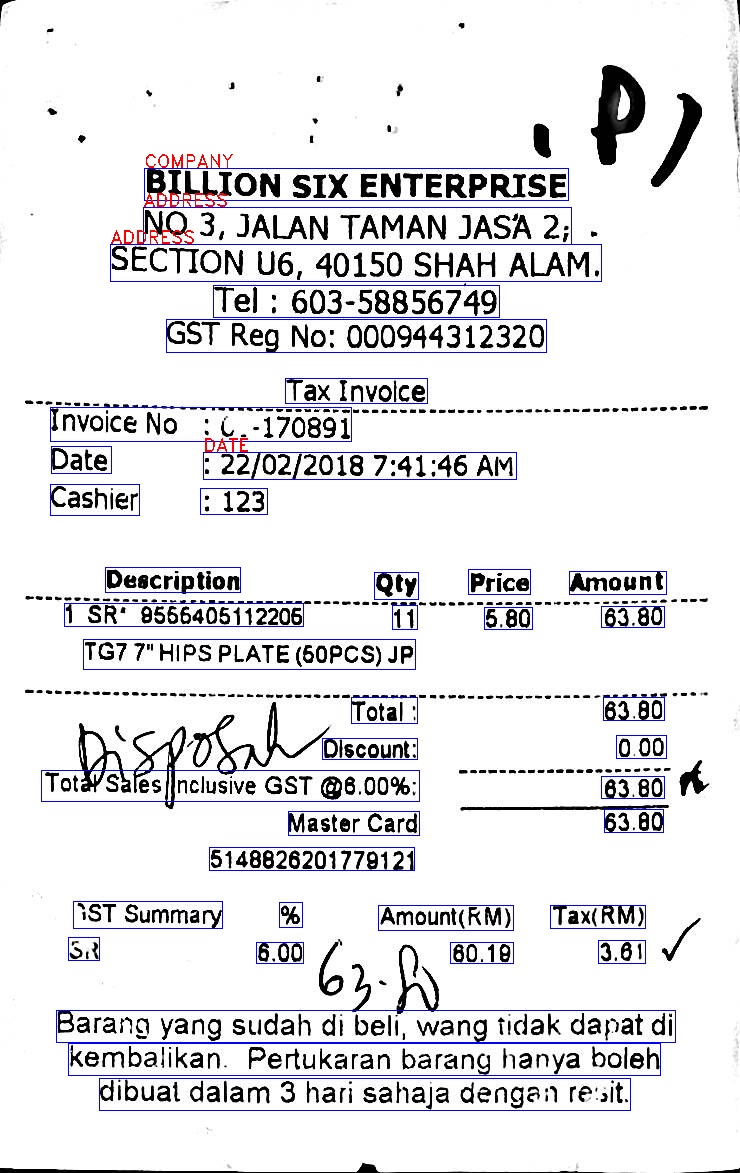 P)
COMPANY
BILLION SIX ENTERPRISE
ADDRESS
NO 3, JALAN TAMAN JASA 2,
ADDRESS
SECTION U6, 40150 SHAH ALAM.
Tel : 603-58856749
GST Reg No: 000944312320
Tax Invoice
Invoice No : -170891
DATE
Date : 22/02/2018 7:41:46 AM
Cashier : 123
Description Qty Price Amount
1 SR* 9556405112205 11 5.80 63.80
TG7 7" HIPS PLATE (50PCS) JP
Total : 63.80
Disposal
Discount: 0.00
Total Sales Inclusive GST @6.00%: 63.80
Master Card 63.80
5148826201779121
GST Summary % Amount(RM) Tax(RM)
SR 6.00 60.19 3.61
63.80
Barang yang sudah di beli, wang tidak dapat di
kembalikan. Pertukaran barang hanya boleh
dibuat dalam 3 hari sahaja dengan resit.